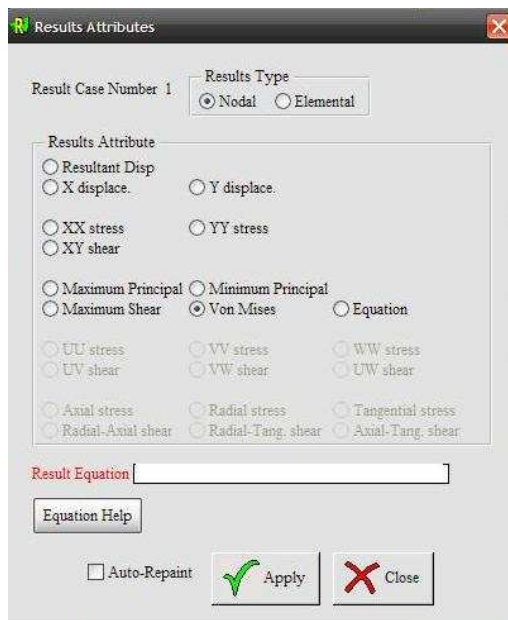 Results Attributes
Result Case Number 1
Results Type
Nodal Elemental
Results Attribute
Resultant Disp
X displace. Y displace.
XX stress YY stress
XY shear
Maximum Principal Minimum Principal
Maximum Shear Von Mises Equation
UU stress VV stress WW stress
UV shear VW shear UW shear
Axial stress Radial stress Tangential stress
Radial-Axial shear Radial-Tang. shear Axial-Tang. shear
Result Equation
Equation Help
Auto-Repaint Apply Close